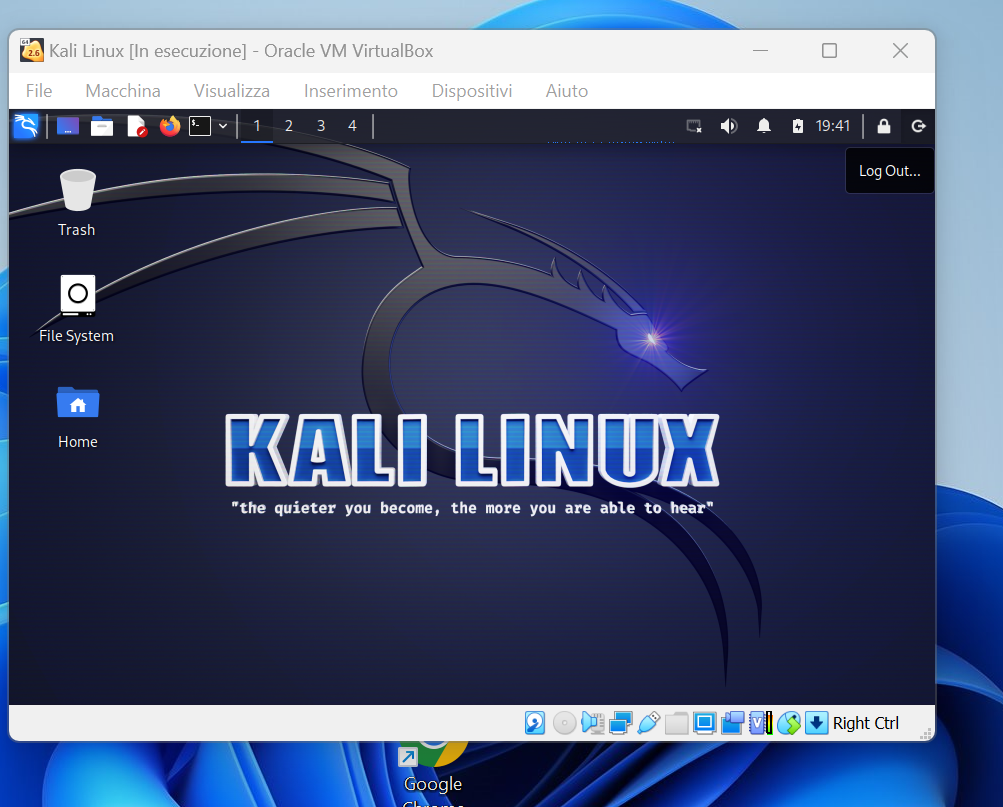 Kali Linux [In esecuzione] - Oracle VM VirtualBox
File Macchina Visualizza Inserimento Dispositivi Aiuto
1 2 3 4 19:41
Log Out...
Trash
File System
Home
KALI LINUX
"the quieter you become, the more you are able to hear"
Right Ctrl
Google
Chrome